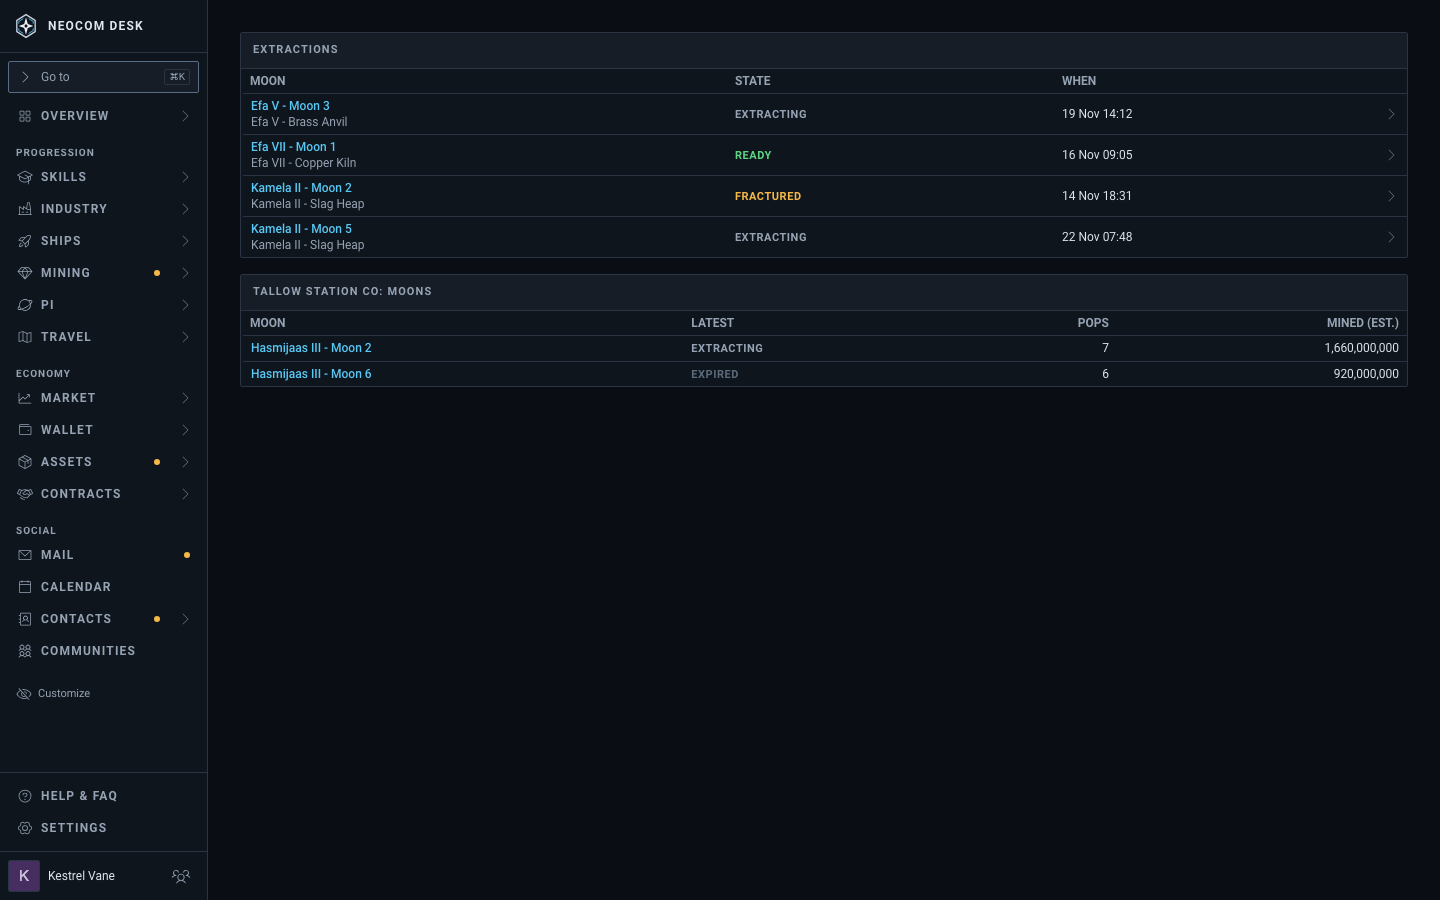 NEOCOM DESK
Go to ⌘K
OVERVIEW
PROGRESSION
SKILLS
INDUSTRY
SHIPS
MINING
PI
TRAVEL
ECONOMY
MARKET
WALLET
ASSETS
CONTRACTS
SOCIAL
MAIL
CALENDAR
CONTACTS
COMMUNITIES
Customize
HELP & FAQ
SETTINGS
K Kestrel Vane
EXTRACTIONS
MOON STATE WHEN
Efa V - Moon 3
Efa V - Brass Anvil
EXTRACTING 19 Nov 14:12
Efa VII - Moon 1
Efa VII - Copper Kiln
READY 16 Nov 09:05
Kamela II - Moon 2
Kamela II - Slag Heap
FRACTURED 14 Nov 18:31
Kamela II - Moon 5
Kamela II - Slag Heap
EXTRACTING 22 Nov 07:48
TALLOW STATION CO: MOONS
MOON LATEST POPS MINED (EST.)
Hasmijaas III - Moon 2 EXTRACTING 7 1,660,000,000
Hasmijaas III - Moon 6 EXPIRED 6 920,000,000